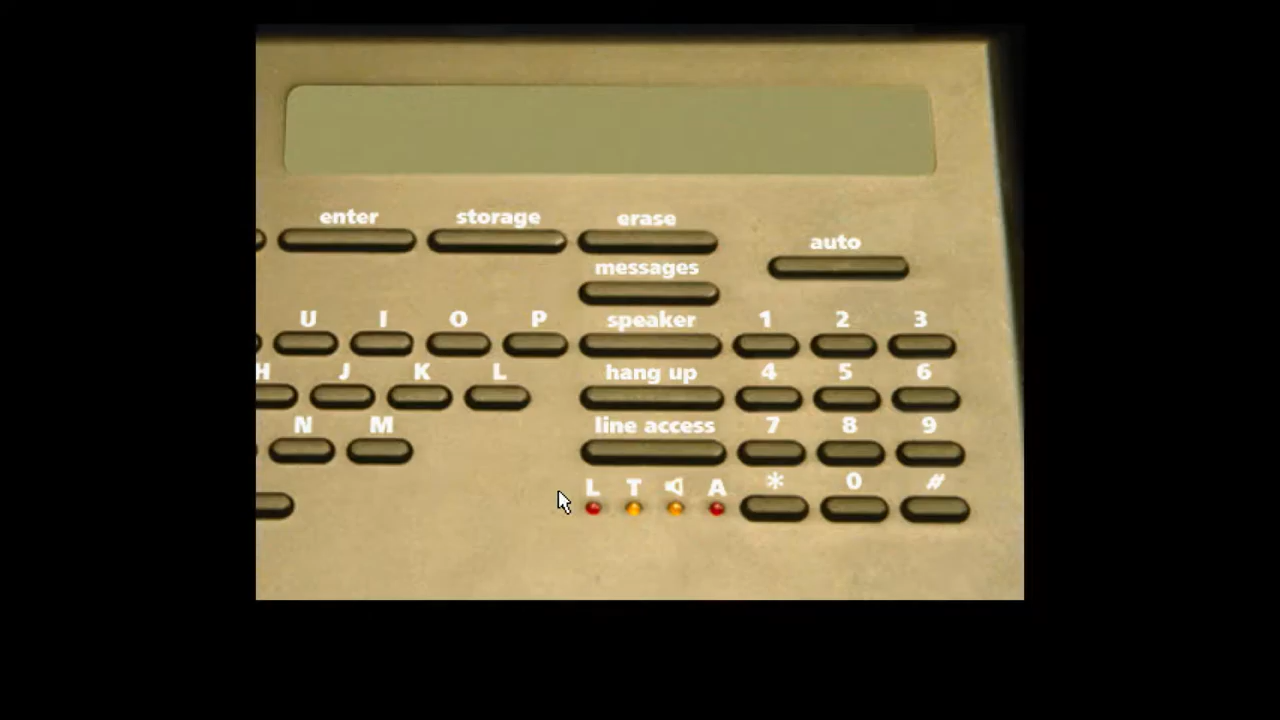 enter storage erase
auto
messages
U I O P speaker 1 2 3
H J K L hang up 4 5 6
N M line access 7 8 9
L T A * 0 #